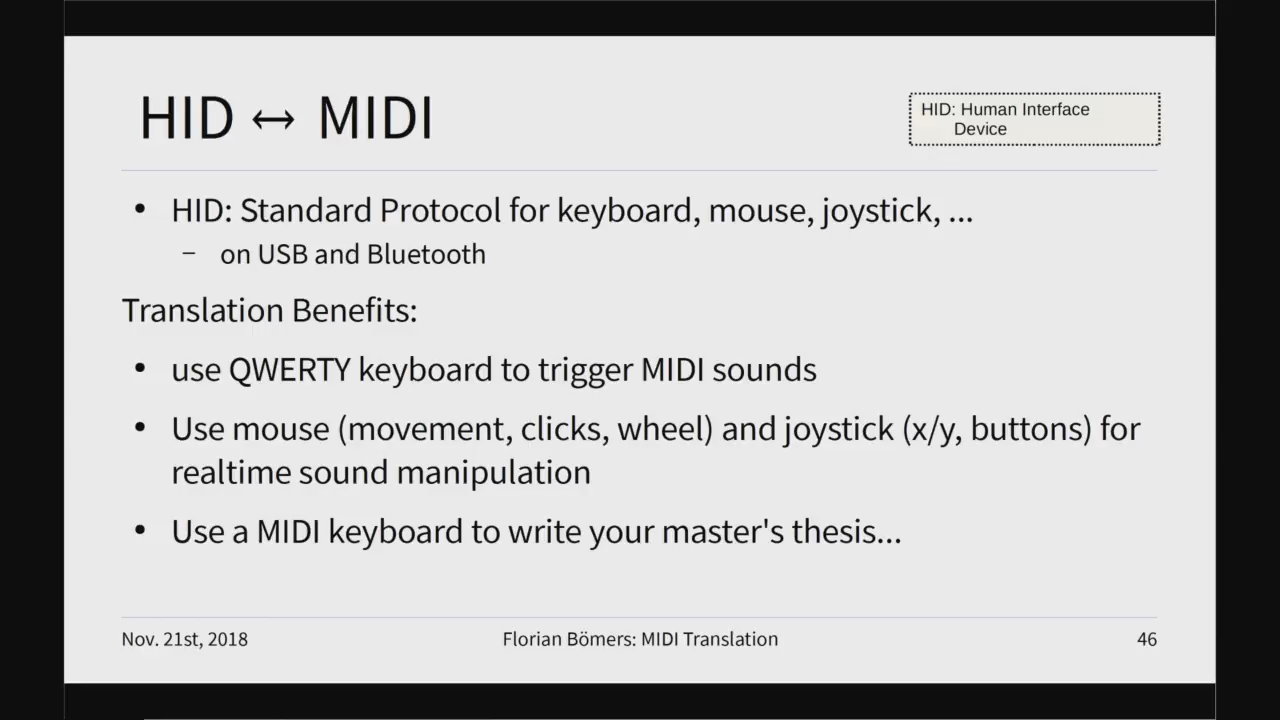 HID ↔ MIDI
HID: Human Interface
Device
• HID: Standard Protocol for keyboard, mouse, joystick, ...
– on USB and Bluetooth
Translation Benefits:
• use QWERTY keyboard to trigger MIDI sounds
• Use mouse (movement, clicks, wheel) and joystick (x/y, buttons) for
realtime sound manipulation
• Use a MIDI keyboard to write your master's thesis...
Nov. 21st, 2018
Florian Bömers: MIDI Translation
46